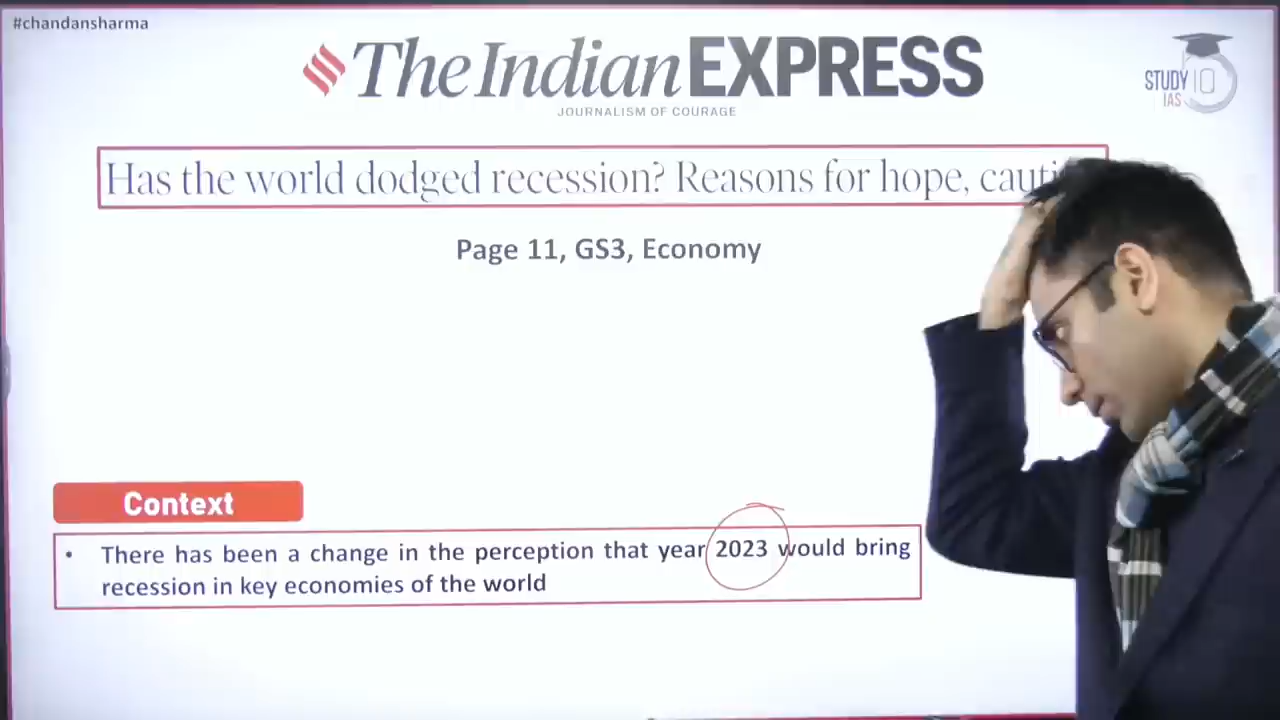 #chandansharma
The Indian EXPRESS
JOURNALISM OF COURAGE
STUDY IQ
IAS
Has the world dodged recession? Reasons for hope,
Page 11, GS3, Economy
Context
• There has been a change in the perception that year 2023 would bring
recession in key economies of the world